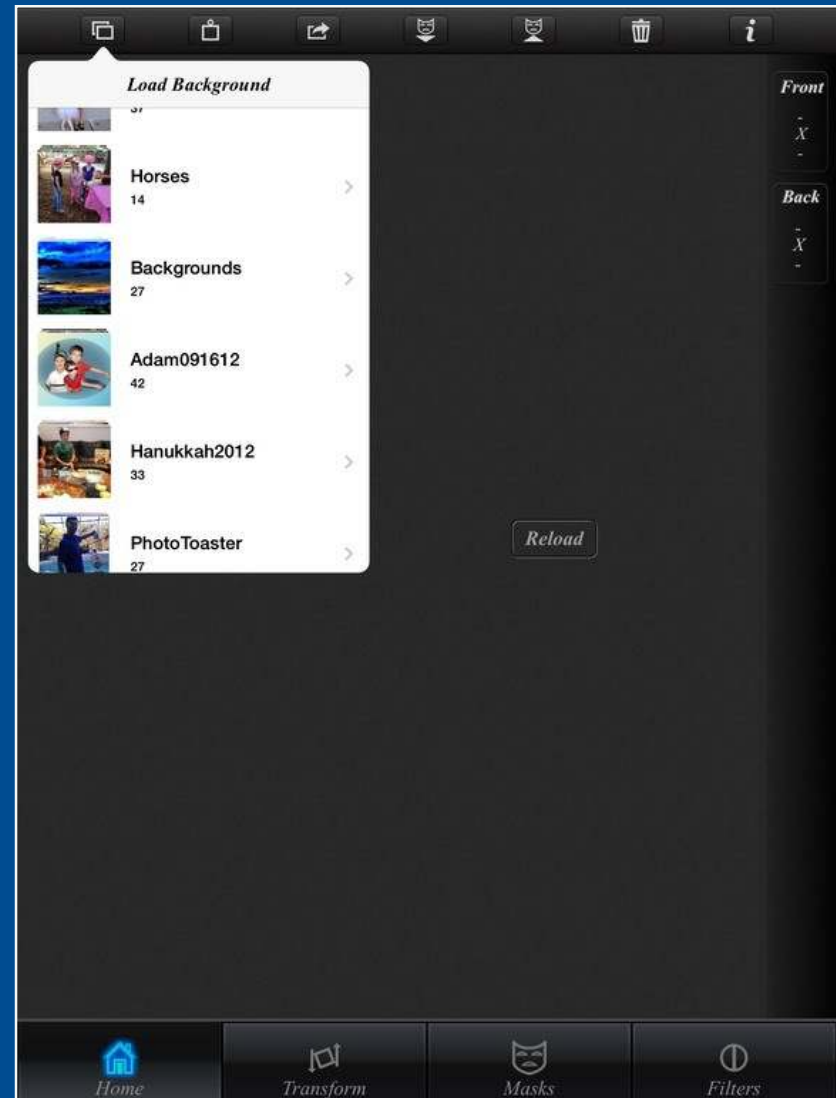 i
Load Background
37
Horses
14
Backgrounds
27
Adam091612
42
Hanukkah2012
33
PhotoToaster
27
Front
-
X
-
Back
-
X
-
Reload
Home
Transform
Masks
Filters